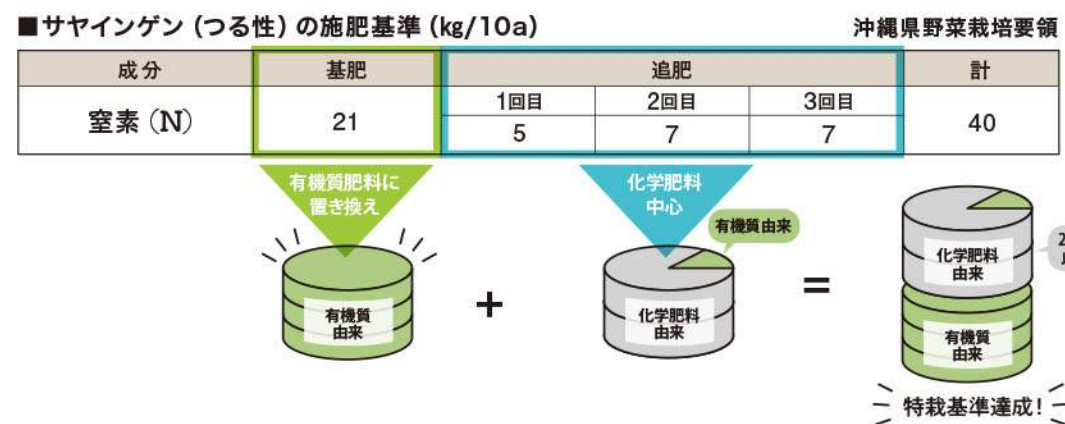 ■サヤインゲン（つる性）の施肥基準（kg/10a）
沖縄県野菜栽培要領
成分 基肥 追肥 計
窒素（N） 21 1回目 2回目 3回目 40
5 7 7
有機質肥料に
置き換え
化学肥料
中心
有機質由来
有機質
由来
+
化学肥料
由来
=
化学肥料
由来
有機質
由来
特栽基準達成！